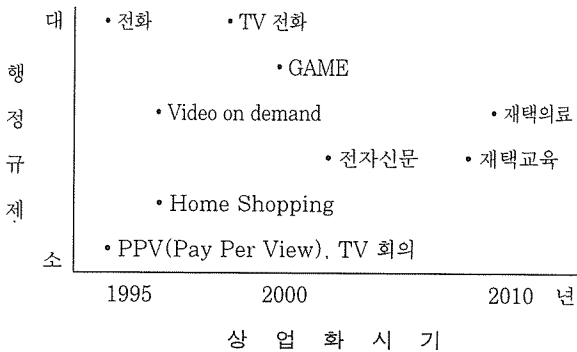 대 • 전화 • TV 전화
행 • GAME
정 • Video on demand • 재택의료
규 • 전자신문 • 재택교육
제 • Home Shopping
소 • PPV(Pay Per View), TV 회의
1995 2000 2010 년
상 업 화 시 기